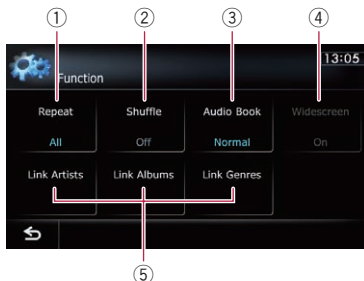 ① ② ③ ④
13:05
Function
Repeat Shuffle Audio Book Widescreen
All Off Normal On
Link Artists Link Albums Link Genres
⑤